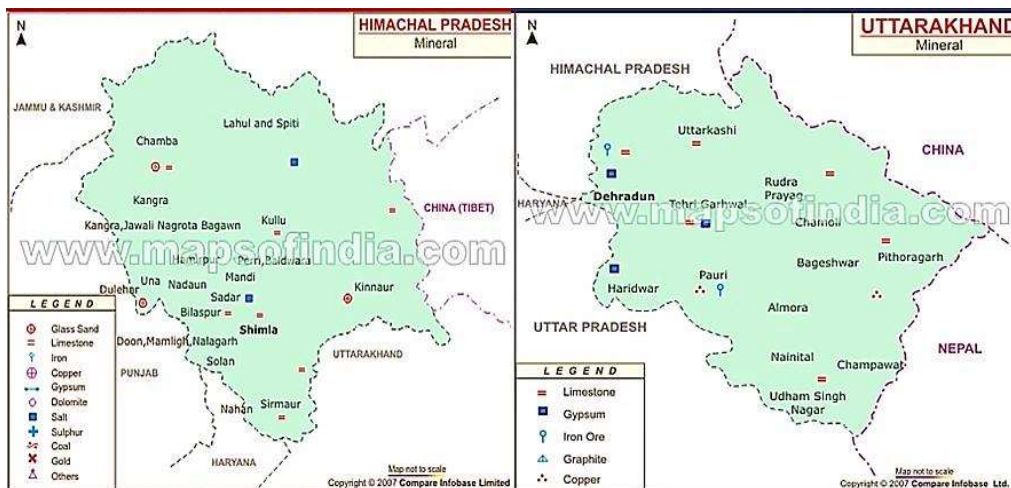 N
HIMACHAL PRADESH
Mineral
JAMMU & KASHMIR
Lahul and Spiti
Chamba
Kangra
CHINA (TIBET)
Kullu
Kangra,Jawali Nagrota Bagawn
www.mapsofindia.com
Hamirpur
Perri,Baldwara
Mandi
Una
Nadaun
Kinnaur
Dulehar
Sadar
Bilaspur
Shimla
Doon,Mamligh,Nalagarh
UTTARAKHAND
Solan
PUNJAB
Nahan
Sirmaur
HARYANA
LEGEND
Glass Sand
Limestone
Iron
Copper
Gypsum
Dolomite
Salt
Sulphur
Coal
Gold
Others
Map not to scale
Copyright © 2007 Compare Infobase Limited
N
UTTARAKHAND
Mineral
HIMACHAL PRADESH
Uttarkashi
CHINA
Rudra
Prayag
Dehradun
HARYANA
Tehri Garhwal
www.mapsofindia.com
Chamoli
Pithoragarh
Bageshwar
Pauri
Haridwar
Almora
UTTAR PRADESH
NEPAL
Nainital
Champawat
Udham Singh
Nagar
LEGEND
Limestone
Gypsum
Iron Ore
Graphite
Copper
Map not to scale
Copyright © 2007 Compare Infobase Ltd.